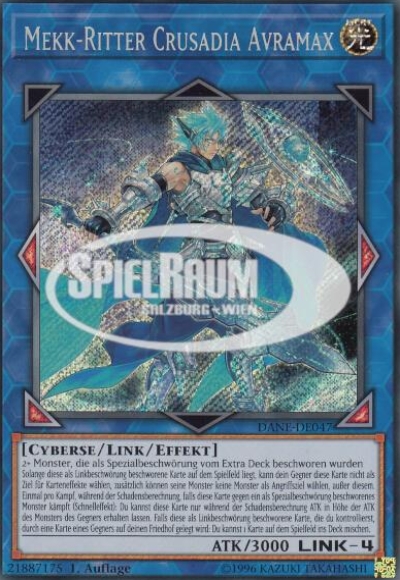 MEKK-RITTER CRUSADIA AVRAMAX
光
SPIELRAUM
SALZBURG WIEN
DANE-DE047
[CYBERSE/LINK/EFFEKT]
2+ Monster, die als Spezialbeschwörung vom Extra Deck beschworen wurden
Solange diese als Linkbeschwörung beschworene Karte auf dem Spielfeld liegt, kann dein Gegner diese Karte nicht als
Ziel für Karteneffekte wählen, zusätzlich können seine Monster keine Monster als Angriffsziel wählen, außer diesem.
Einmal pro Kampf, während der Schadensberechnung, falls diese Karte gegen ein als Spezialbeschwörung beschworenes
Monster kämpft (Schnelleffekt): Du kannst diese Karte nur während der Schadensberechnung ATK in Höhe der ATK
des Monsters des Gegners erhalten lassen. Falls diese als Linkbeschwörung beschworene Karte, die du kontrollierst,
durch eine Karte eines Gegners auf deinen Friedhof gelegt wird: Du kannst 1 Karte auf dem Spielfeld ins Deck mischen.
ATK/3000 LINK-4
21887175 1. Auflage ©1996 KAZUKI TAKAHASHI